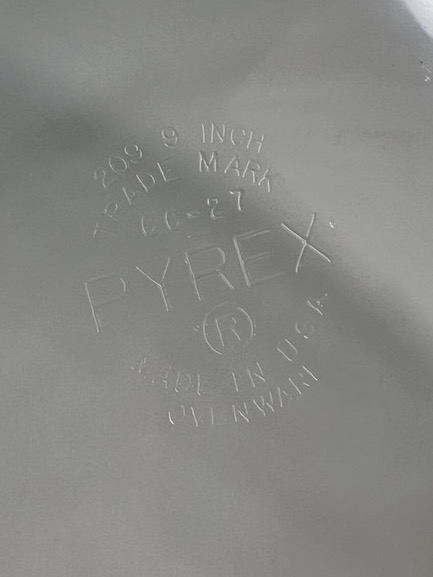 209 9 INCH
TRADE MARK
PYREX
®
MADE IN U S A
OVENWARE